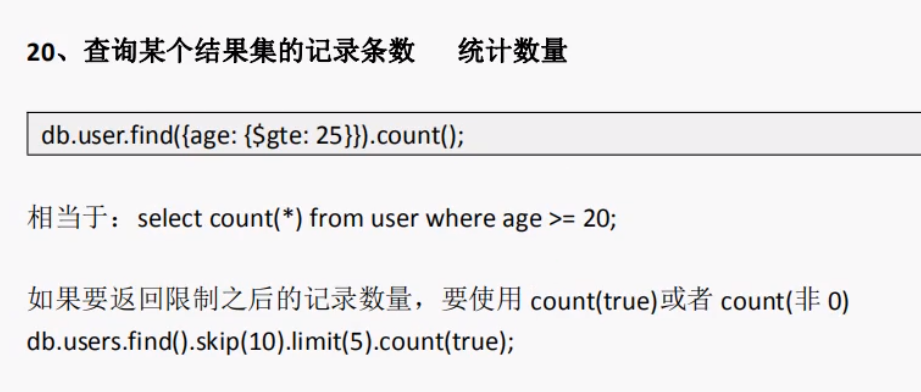 20、查询某个结果集的记录条数 统计数量
db.user.find({age: {$gte: 25}}).count();
相当于：select count(*) from user where age >= 20;
如果要返回限制之后的记录数量，要使用 count(true)或者 count(非 0)
db.users.find().skip(10).limit(5).count(true);